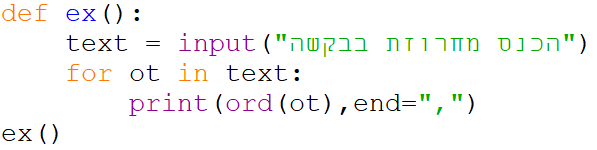 def ex():
    text = input("הכנס מחרוזת בבקשה")
    for ot in text:
        print(ord(ot),end=",")
ex()